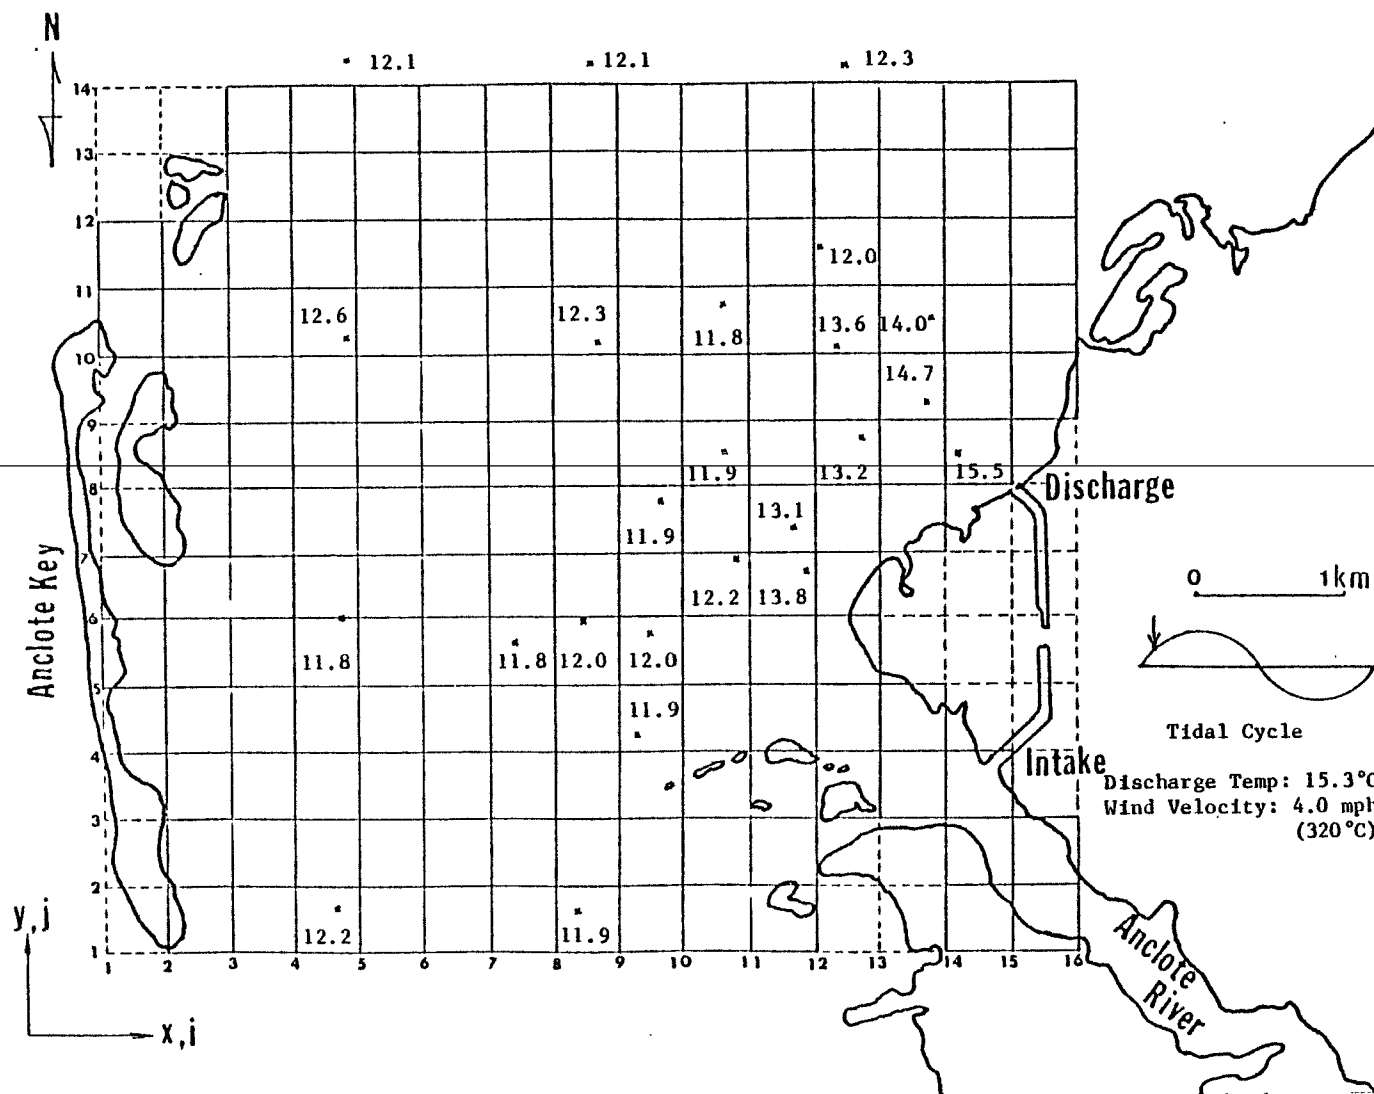 N
12.1 12.1 12.3
14
13
12
12.0
11
12.6 12.3 11.8 13.6 14.0
10
14.7
9
11.9 13.2 15.5
8
Discharge
13.1
11.9
7
0 1km
12.2 13.8
6
11.8 11.8 12.0 12.0
Anclote Key
5
11.9
Tidal Cycle
4
Intake
Discharge Temp: 15.3°C
Wind Velocity: 4.0 mph
(320°C)
3
2
y,j
12.2 11.9
1
1 2 3 4 5 6 7 8 9 10 11 12 13 14 15 16
Anclote
River
x,i